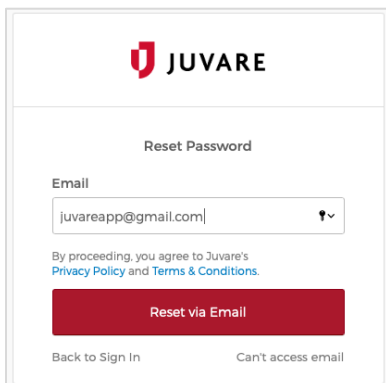 JUVARE
Reset Password
Email
juvareapp@gmail.com
By proceeding, you agree to Juvare's
Privacy Policy and Terms & Conditions.
Reset via Email
Back to Sign In Can't access email